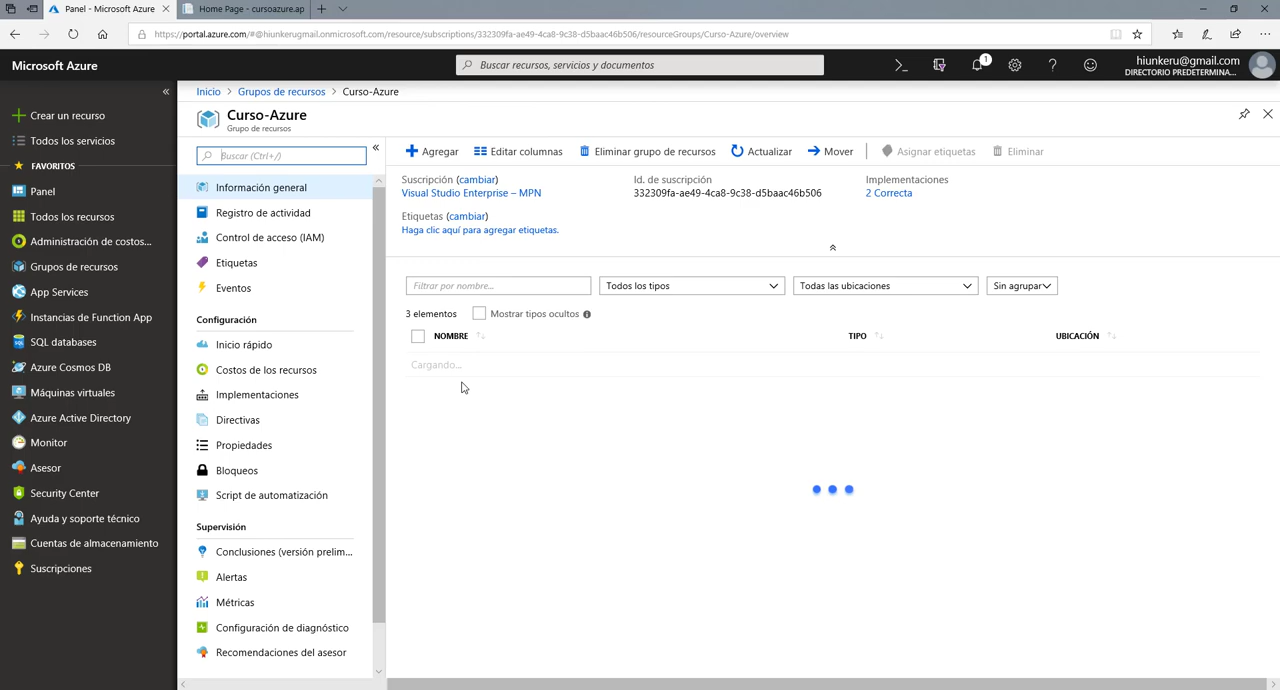 Panel - Microsoft Azure
Home Page - cursoazure.ap
https://portal.azure.com/#@hiunkerugmail.onmicrosoft.com/resource/subscriptions/332309fa-ae49-4ca8-9c38-d5baac46b506/resourceGroups/Curso-Azure/overview
Microsoft Azure
Buscar recursos, servicios y documentos
1
hiunkeru@gmail.com
DIRECTORIO PREDETERMINA...
Crear un recurso
Todos los servicios
FAVORITOS
Panel
Todos los recursos
Administración de costos...
Grupos de recursos
App Services
Instancias de Function App
SQL databases
Azure Cosmos DB
Máquinas virtuales
Azure Active Directory
Monitor
Asesor
Security Center
Ayuda y soporte técnico
Cuentas de almacenamiento
Suscripciones
Inicio > Grupos de recursos > Curso-Azure
Curso-Azure
Grupo de recursos
Buscar (Ctrl+/)
Información general
Registro de actividad
Control de acceso (IAM)
Etiquetas
Eventos
Configuración
Inicio rápido
Costos de los recursos
Implementaciones
Directivas
Propiedades
Bloqueos
Script de automatización
Supervisión
Conclusiones (versión prelim...
Alertas
Métricas
Configuración de diagnóstico
Recomendaciones del asesor
Agregar Editar columnas Eliminar grupo de recursos Actualizar Mover Asignar etiquetas Eliminar
Suscripción (cambiar)
Visual Studio Enterprise – MPN
Id. de suscripción
332309fa-ae49-4ca8-9c38-d5baac46b506
Implementaciones
2 Correcta
Etiquetas (cambiar)
Haga clic aquí para agregar etiquetas.
Filtrar por nombre... Todos los tipos Todas las ubicaciones Sin agrupar
3 elementos Mostrar tipos ocultos
NOMBRE TIPO UBICACIÓN
Cargando...